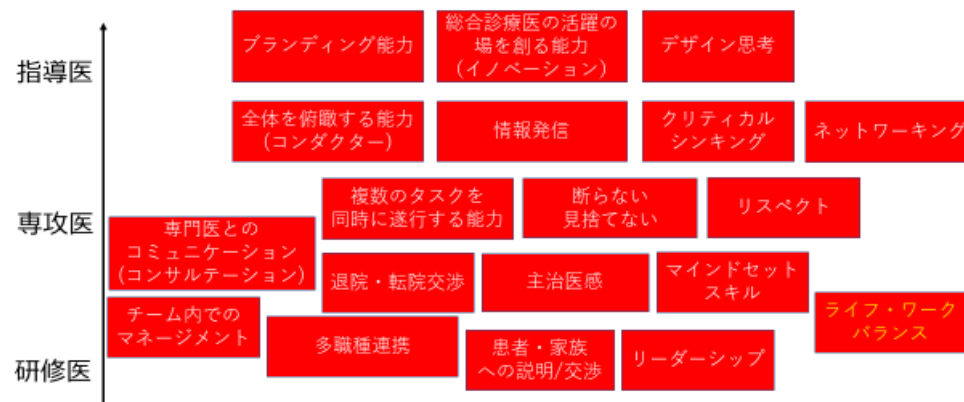 ブランディング能力
総合診療医の活躍の
場を創る能力
(イノベーション)
デザイン思考
指導医
全体を俯瞰する能力
(コンダクター)
情報発信
クリティカル
シンキング
ネットワーキング
複数のタスクを
同時に遂行する能力
断らない
見捨てない
リスペクト
専攻医
専門医との
コミュニケーション
(コンサルテーション)
退院・転院交渉
主治医感
マインドセット
スキル
チーム内での
マネージメント
多職種連携
患者・家族
への説明/交渉
リーダーシップ
ライフ・ワーク
バランス
研修医